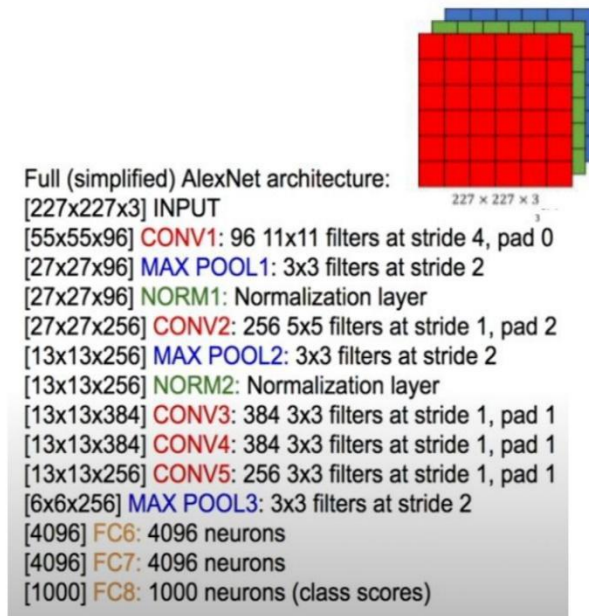 Full (simplified) AlexNet architecture:
227 × 227 × 3
3
[227x227x3] INPUT
[55x55x96] CONV1: 96 11x11 filters at stride 4, pad 0
[27x27x96] MAX POOL1: 3x3 filters at stride 2
[27x27x96] NORM1: Normalization layer
[27x27x256] CONV2: 256 5x5 filters at stride 1, pad 2
[13x13x256] MAX POOL2: 3x3 filters at stride 2
[13x13x256] NORM2: Normalization layer
[13x13x384] CONV3: 384 3x3 filters at stride 1, pad 1
[13x13x384] CONV4: 384 3x3 filters at stride 1, pad 1
[13x13x256] CONV5: 256 3x3 filters at stride 1, pad 1
[6x6x256] MAX POOL3: 3x3 filters at stride 2
[4096] FC6: 4096 neurons
[4096] FC7: 4096 neurons
[1000] FC8: 1000 neurons (class scores)